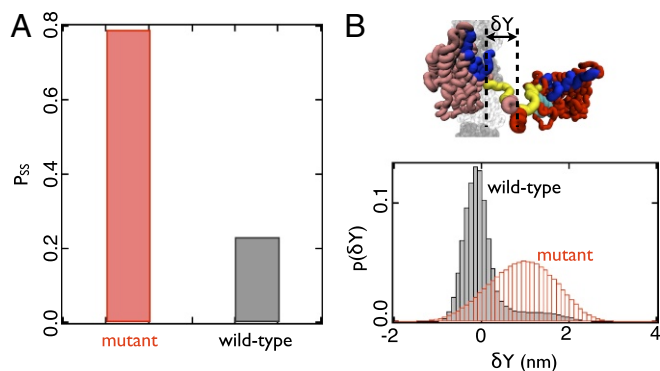 A
0.8
0.6
0.4
0.2
0.0
PSS
mutant
wild-type
B
δY
wild-type
mutant
0.1
0.0
p(δY)
-2
0
2
4
δY (nm)